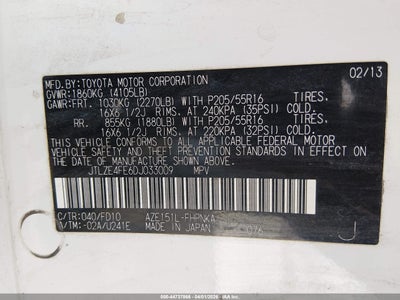 MFD. BY: TOYOTA MOTOR CORPORATION 02/13
GVWR: 1860KG (4105LB)
GAWR: FRT. 1030KG (2270LB) WITH P205/55R16 TIRES,
16X6 1/2J RIMS, AT 240KPA (35PSI) COLD.
RR. 855KG (1880LB) WITH P205/55R16 TIRES,
16X6 1/2J RIMS, AT 220KPA (32PSI) COLD.
THIS VEHICLE CONFORMS TO ALL APPLICABLE FEDERAL MOTOR
VEHICLE SAFETY AND BUMPER STANDARDS IN EFFECT ON THE DATE OF
MANUFACTURE SHOWN ABOVE.
JTLZE4FE6DJ033009 MPV
C/TR:040/FD10 AZE151L-FHPNKA
/TM:-02A/U241E MADE IN JAPAN
J